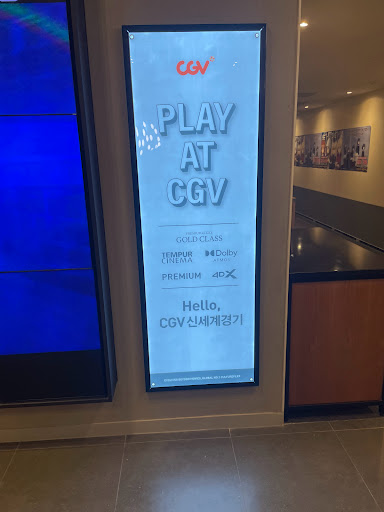 CGV
PLAY
AT
CGV
GOLD CLASS
TEMPUR
CINEMA
Dolby
ATMOS
PREMIUM
4DX
Hello,
CGV신세계경기